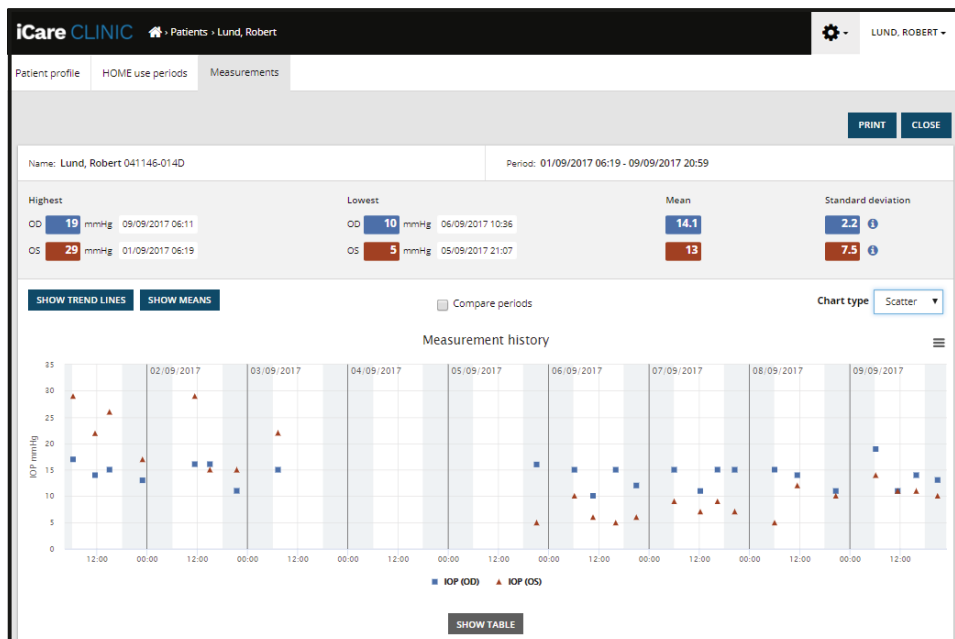 iCare CLINIC › Patients › Lund, Robert LUND, ROBERT
Patient profile HOME use periods Measurements
PRINT CLOSE
Name: Lund, Robert 041146-014D Period: 01/09/2017 06:19 - 09/09/2017 20:59
Highest Lowest Mean Standard deviation
OD 19 mmHg 09/09/2017 06:11 OD 10 mmHg 06/09/2017 10:36 14.1 2.2
OS 29 mmHg 01/09/2017 06:19 OS 5 mmHg 05/09/2017 21:07 13 7.5
SHOW TREND LINES SHOW MEANS Compare periods Chart type Scatter
Measurement history
02/09/2017 03/09/2017 04/09/2017 05/09/2017 06/09/2017 07/09/2017 08/09/2017 09/09/2017
35
30
25
20
15
10
5
0
IOP mmHg
12:00 00:00 12:00 00:00 12:00 00:00 12:00 00:00 12:00 00:00 12:00 00:00 12:00 00:00 12:00 00:00 12:00
IOP (OD) IOP (OS)
SHOW TABLE